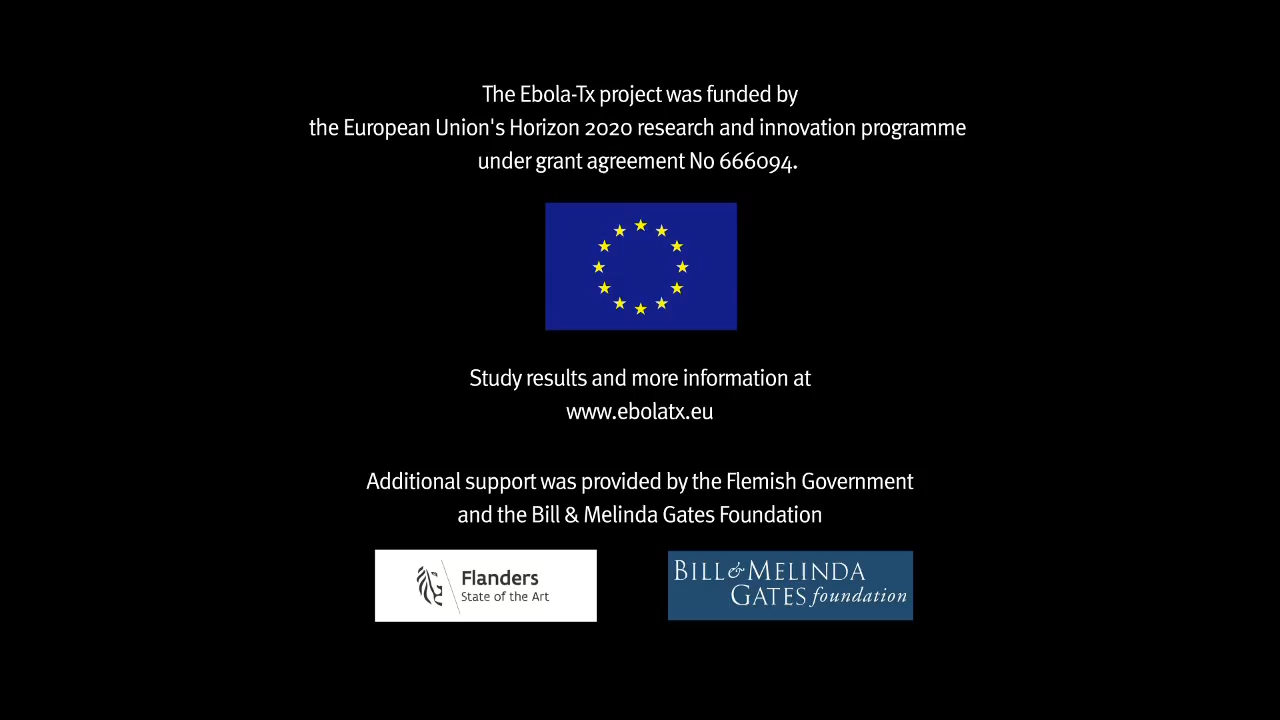 The Ebola-Tx project was funded by
the European Union's Horizon 2020 research and innovation programme
under grant agreement No 666094.
Study results and more information at
www.ebolatx.eu
Additional support was provided by the Flemish Government
and the Bill & Melinda Gates Foundation
Flanders
State of the Art
BILL & MELINDA
GATES foundation